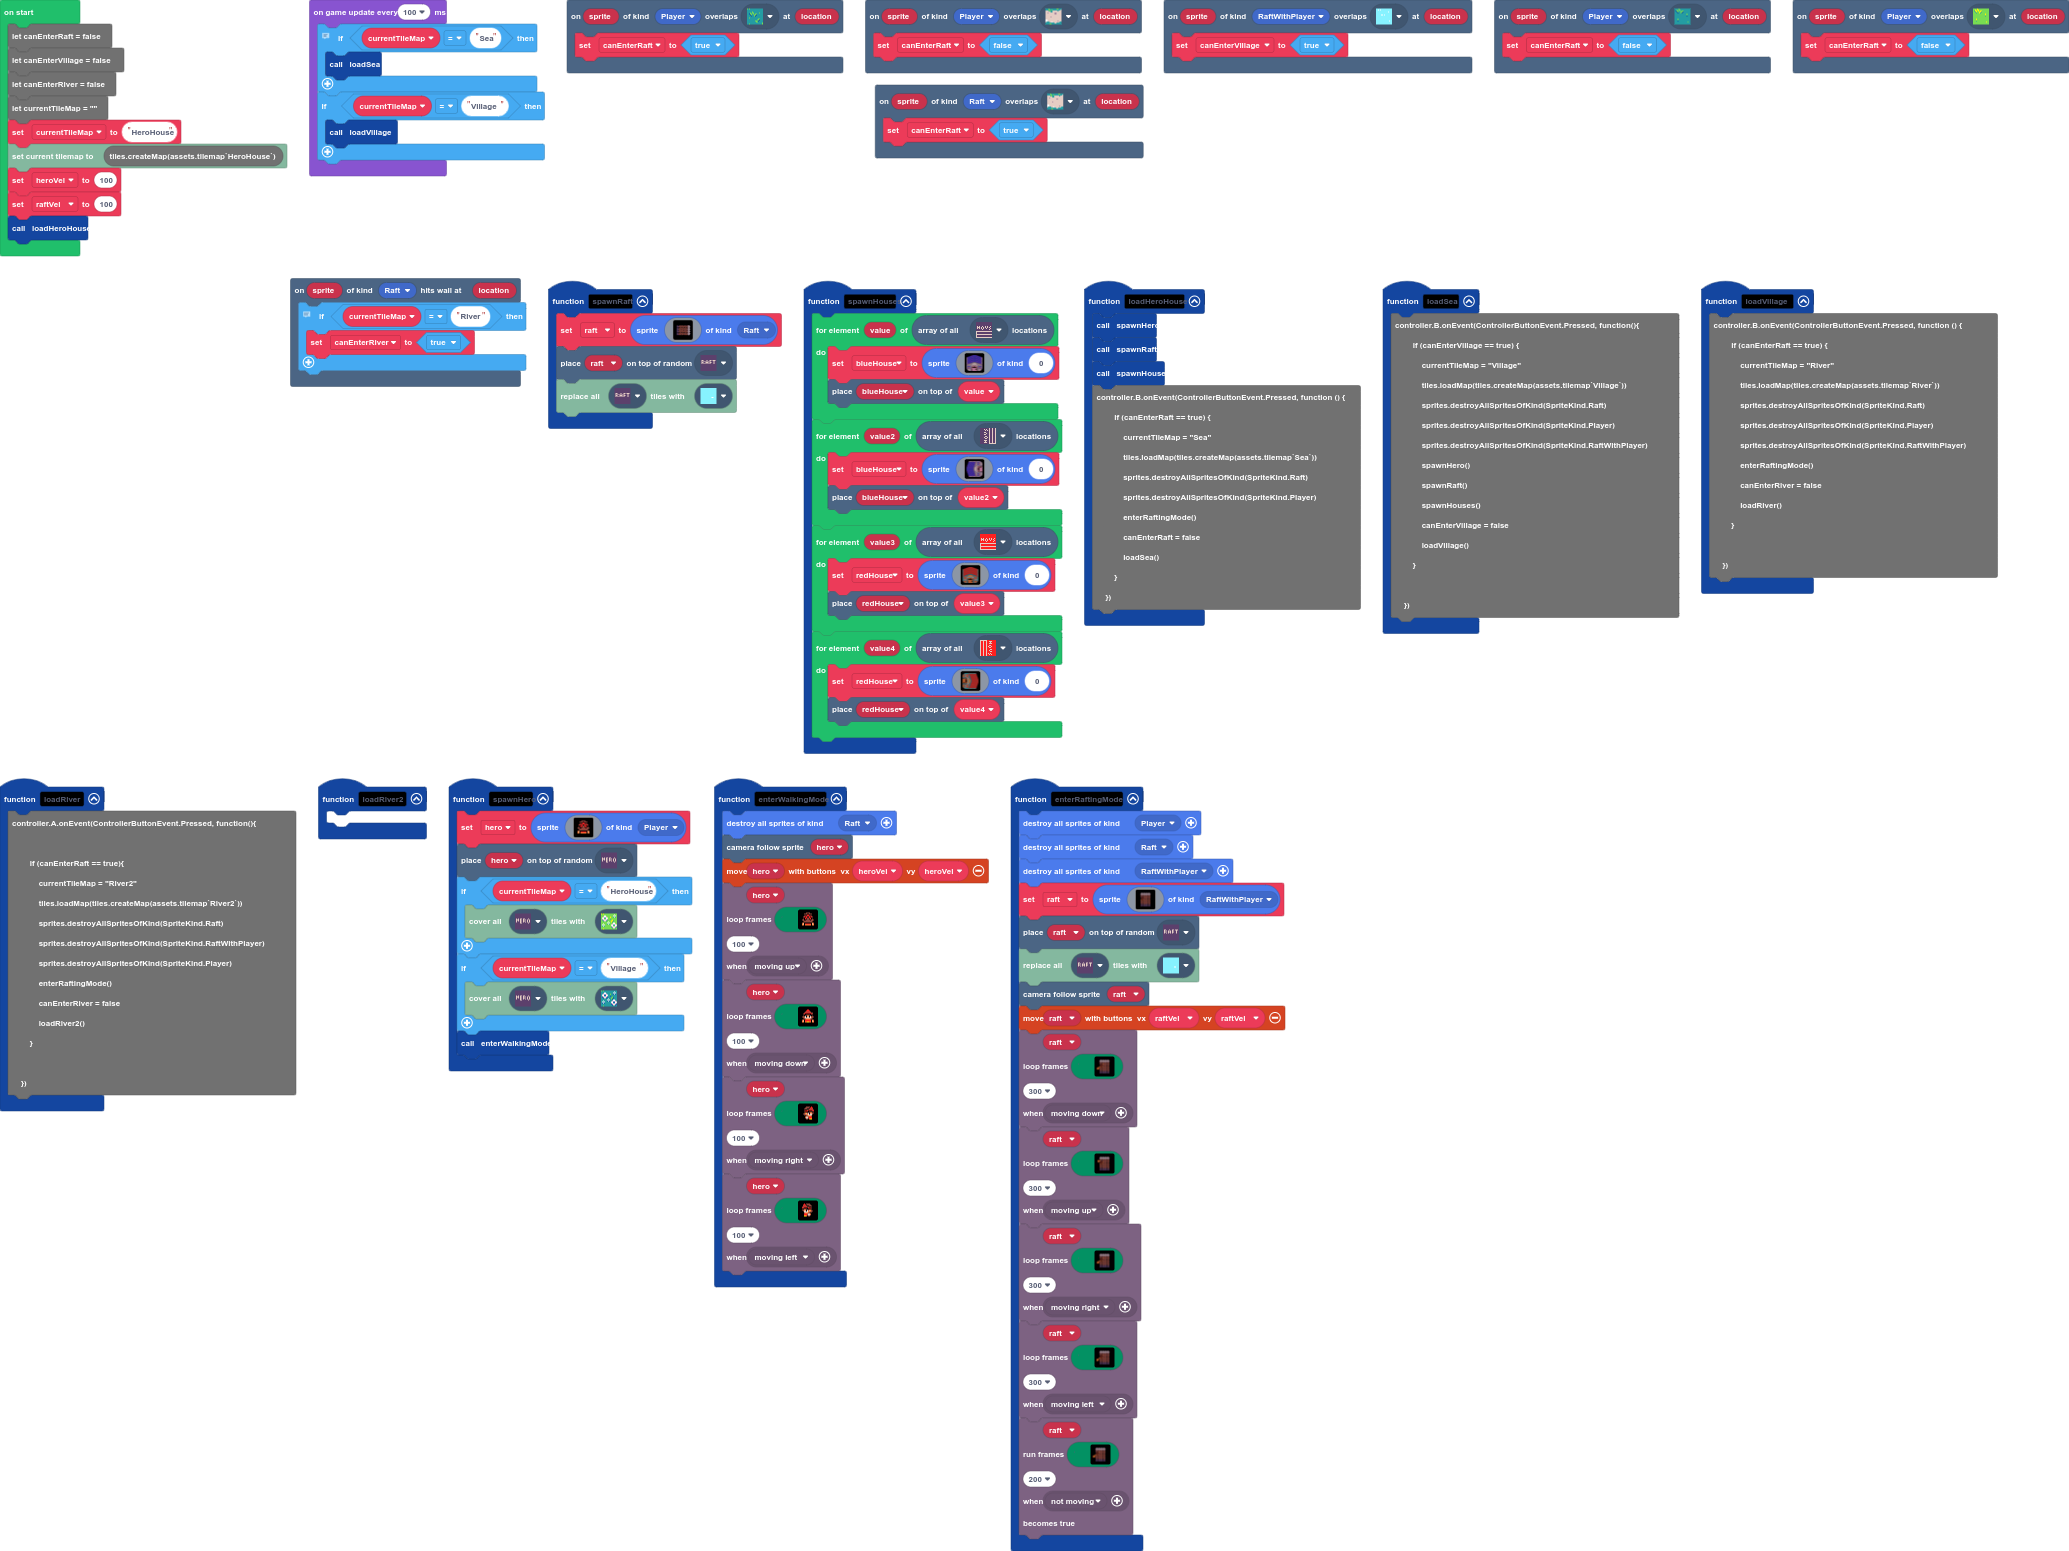 on start
let canEnterRaft = false
let canEnterVillage = false
let canEnterRiver = false
let currentTileMap = ""
set currentTileMap to "HeroHouse"
set current tilemap to tiles.createMap(assets.tilemap`HeroHouse`)
set heroVel to 100
set raftVel to 100
call loadHeroHouse
on game update every 100 ms
if currentTileMap = "Sea" then
call loadSea
if currentTileMap = "Village" then
call loadVillage
on sprite of kind Player overlaps at location
set canEnterRaft to true
on sprite of kind Player overlaps at location
set canEnterRaft to false
on sprite of kind RaftWithPlayer overlaps at location
set canEnterVillage to true
on sprite of kind Player overlaps at location
set canEnterRaft to false
on sprite of kind Player overlaps at location
set canEnterRaft to false
on sprite of kind Raft overlaps at location
set canEnterRaft to true
on sprite of kind Raft hits wall at location
if currentTileMap = "River" then
set canEnterRiver to true
function spawnRaft
set raft to sprite of kind Raft
place raft on top of random RAFT
replace all RAFT tiles with
function spawnHouse
for element value of array of all locations
do
set blueHouse to sprite of kind 0
place blueHouse on top of value
for element value2 of array of all locations
do
set blueHouse to sprite of kind 0
place blueHouse on top of value2
for element value3 of array of all locations
do
set redHouse to sprite of kind 0
place redHouse on top of value3
for element value4 of array of all locations
do
set redHouse to sprite of kind 0
place redHouse on top of value4
function loadHeroHouse
call spawnHero
call spawnRaft
call spawnHouse
controller.B.onEvent(ControllerButtonEvent.Pressed, function () {
if (canEnterRaft == true) {
currentTileMap = "Sea"
tiles.loadMap(tiles.createMap(assets.tilemap`Sea`))
sprites.destroyAllSpritesOfKind(SpriteKind.Raft)
sprites.destroyAllSpritesOfKind(SpriteKind.Player)
enterRaftingMode()
canEnterRaft = false
loadSea()
}
})
function loadSea
controller.B.onEvent(ControllerButtonEvent.Pressed, function(){
if (canEnterVillage == true) {
currentTileMap = "Village"
tiles.loadMap(tiles.createMap(assets.tilemap`Village`))
sprites.destroyAllSpritesOfKind(SpriteKind.Raft)
sprites.destroyAllSpritesOfKind(SpriteKind.Player)
sprites.destroyAllSpritesOfKind(SpriteKind.RaftWithPlayer)
spawnHero()
spawnRaft()
spawnHouses()
canEnterVillage = false
loadVillage()
}
})
function loadVillage
controller.B.onEvent(ControllerButtonEvent.Pressed, function () {
if (canEnterRaft == true) {
currentTileMap = "River"
tiles.loadMap(tiles.createMap(assets.tilemap`River`))
sprites.destroyAllSpritesOfKind(SpriteKind.Raft)
sprites.destroyAllSpritesOfKind(SpriteKind.Player)
sprites.destroyAllSpritesOfKind(SpriteKind.RaftWithPlayer)
enterRaftingMode()
canEnterRiver = false
loadRiver()
}
})
function loadRiver
controller.A.onEvent(ControllerButtonEvent.Pressed, function(){
if (canEnterRaft == true){
currentTileMap = "River2"
tiles.loadMap(tiles.createMap(assets.tilemap`River2`))
sprites.destroyAllSpritesOfKind(SpriteKind.Raft)
sprites.destroyAllSpritesOfKind(SpriteKind.RaftWithPlayer)
sprites.destroyAllSpritesOfKind(SpriteKind.Player)
enterRaftingMode()
canEnterRiver = false
loadRiver2()
}
})
function loadRiver2
function spawnHero
set hero to sprite of kind Player
place hero on top of random HERO
if currentTileMap = "HeroHouse" then
cover all HERO tiles with
if currentTileMap = "Village" then
cover all HERO tiles with
call enterWalkingMode
function enterWalkingMode
destroy all sprites of kind Raft
camera follow sprite hero
move hero with buttons vx heroVel vy heroVel
hero
loop frames
100
when moving up
hero
loop frames
100
when moving down
hero
loop frames
100
when moving right
hero
loop frames
100
when moving left
function enterRaftingMode
destroy all sprites of kind Player
destroy all sprites of kind Raft
destroy all sprites of kind RaftWithPlayer
set raft to sprite of kind RaftWithPlayer
place raft on top of random RAFT
replace all RAFT tiles with
camera follow sprite raft
move raft with buttons vx raftVel vy raftVel
raft
loop frames
300
when moving down
raft
loop frames
300
when moving up
raft
loop frames
300
when moving right
raft
loop frames
300
when moving left
raft
run frames
200
when not moving
becomes true